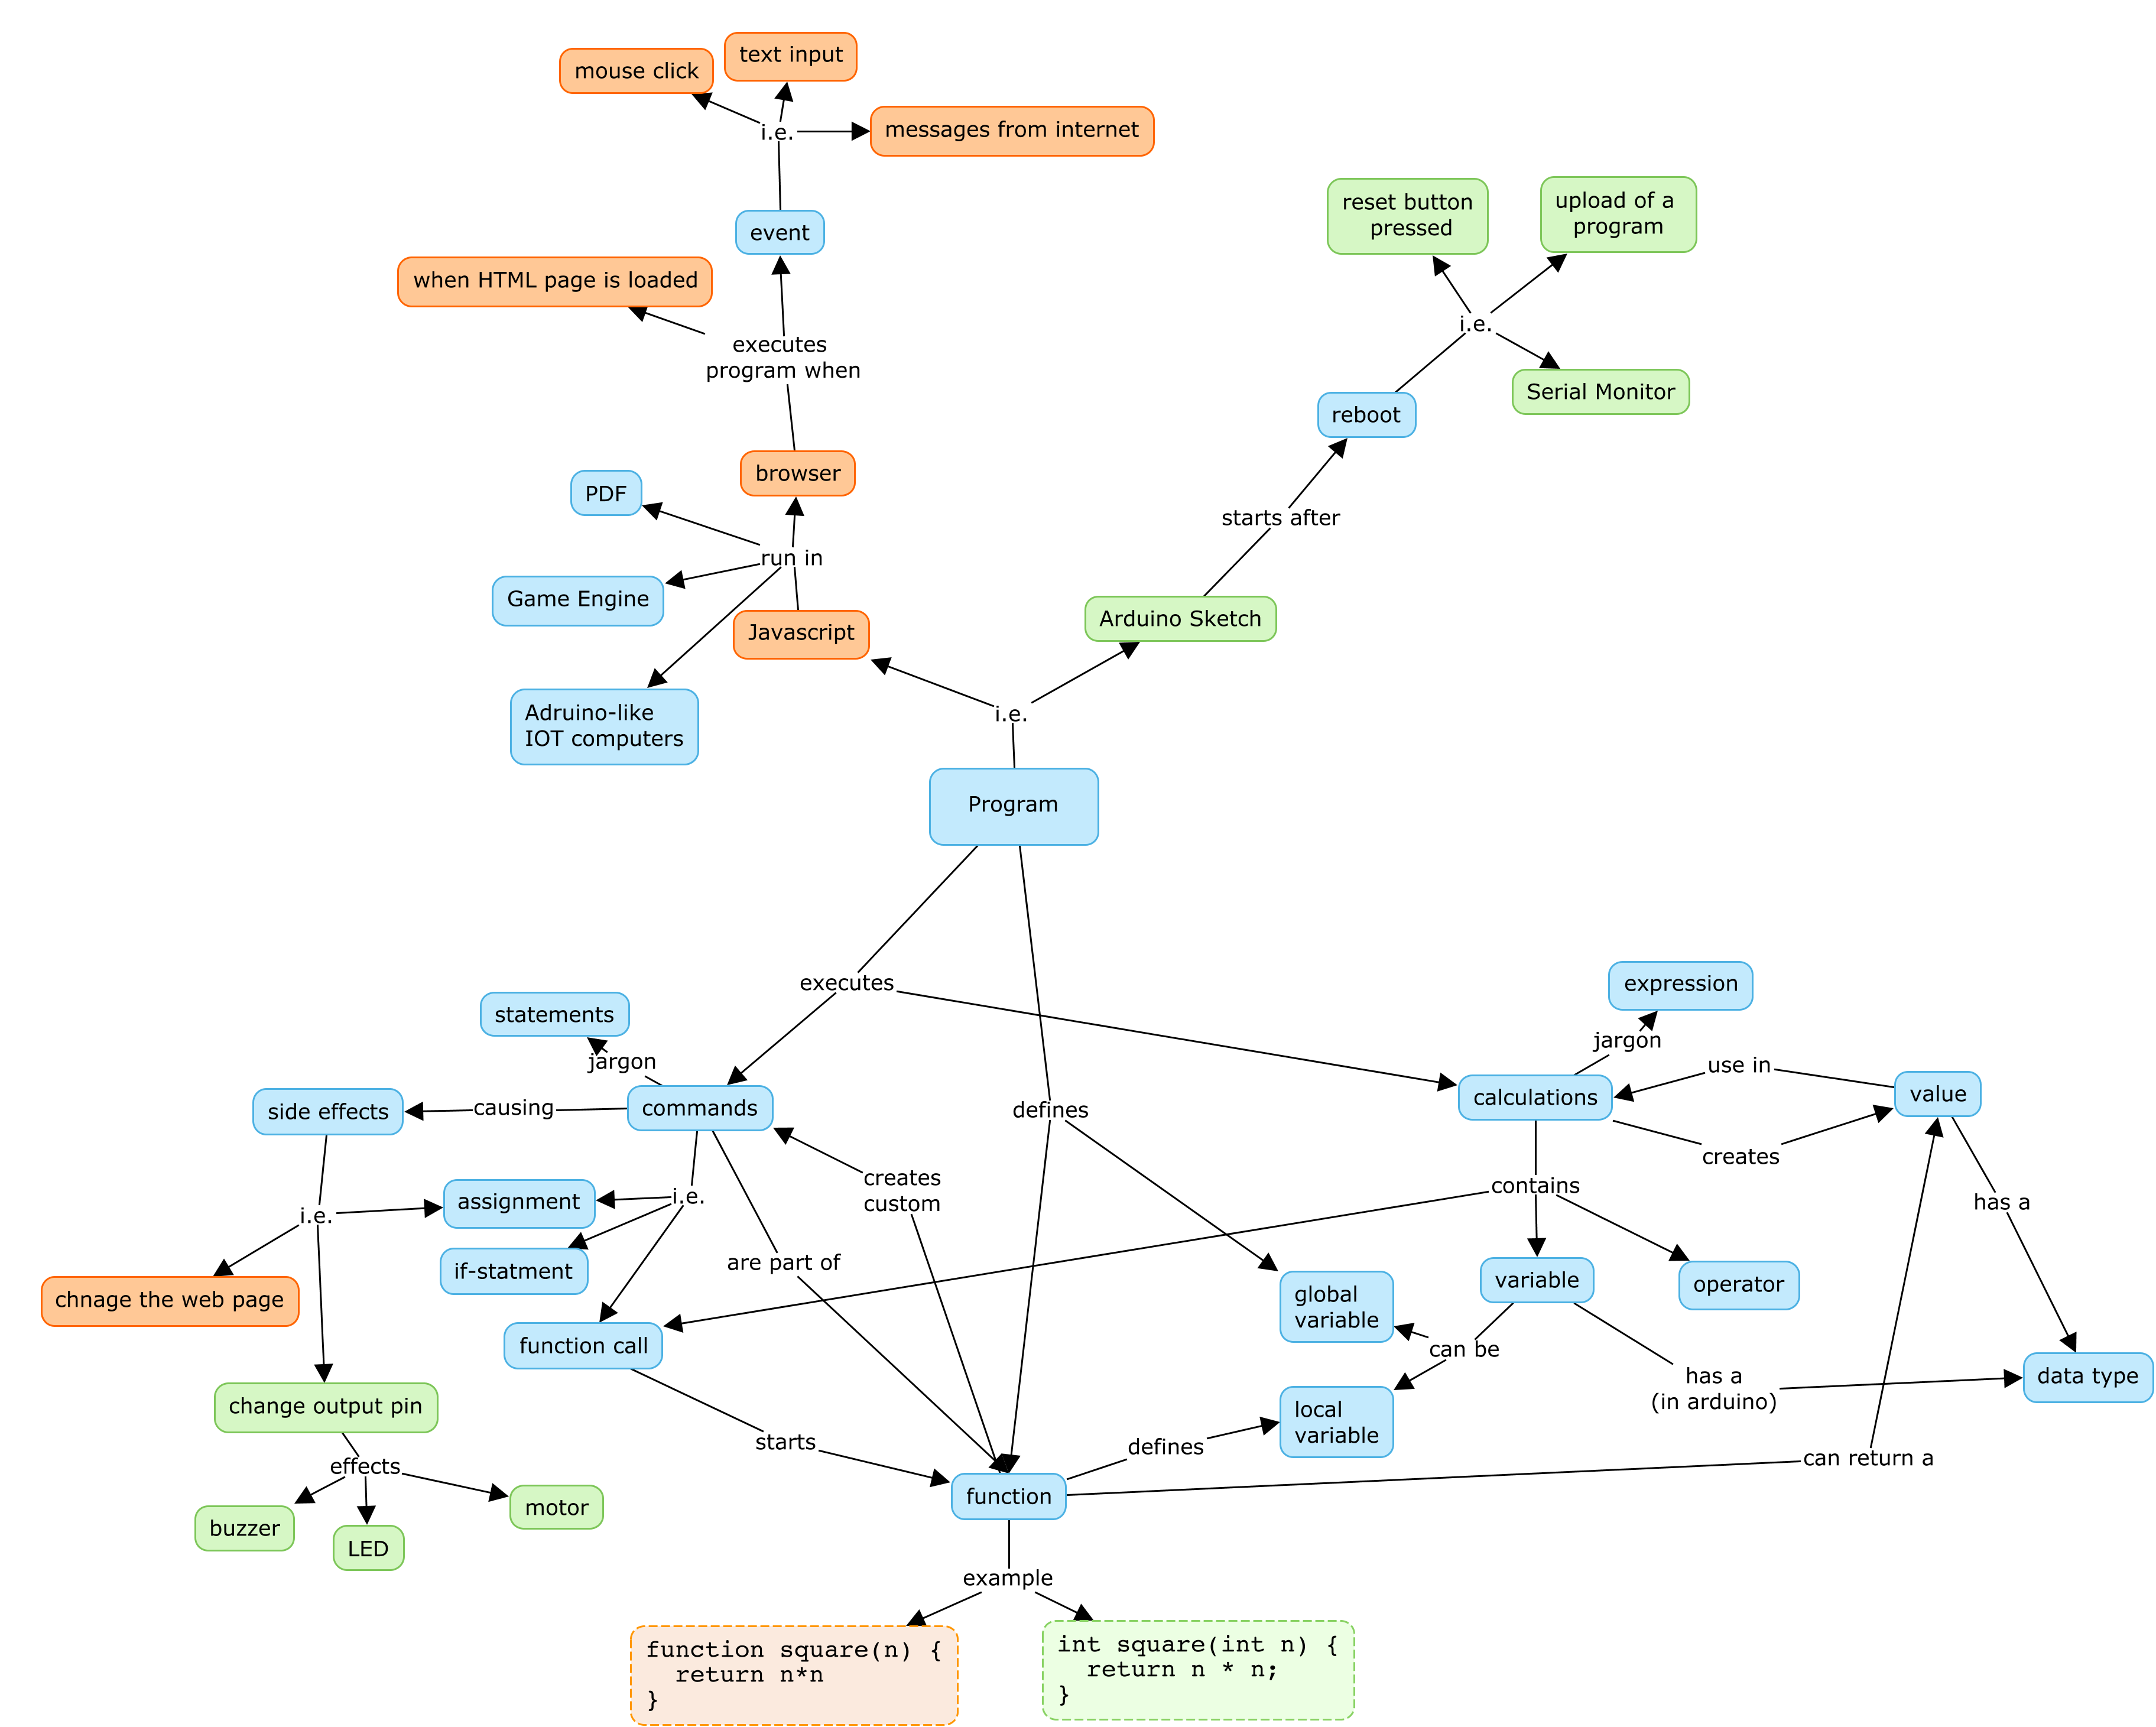 text input
mouse click
messages from internet
i.e.
reset button
pressed
upload of a
program
event
when HTML page is loaded
i.e.
executes
program when
Serial Monitor
reboot
browser
PDF
starts after
run in
Game Engine
Arduino Sketch
Javascript
Adruino-like
IOT computers
i.e.
Program
executes
expression
statements
jargon
jargon
use in
value
side effects
causing
commands
defines
calculations
creates
creates
custom
contains
has a
assignment
i.e.
i.e.
if-statment
are part of
chnage the web page
global
variable
variable
operator
function call
can be
has a
(in arduino)
data type
change output pin
local
variable
starts
defines
can return a
effects
motor
function
buzzer
LED
example
function square(n) {
  return n*n
}
int square(int n) {
  return n * n;
}